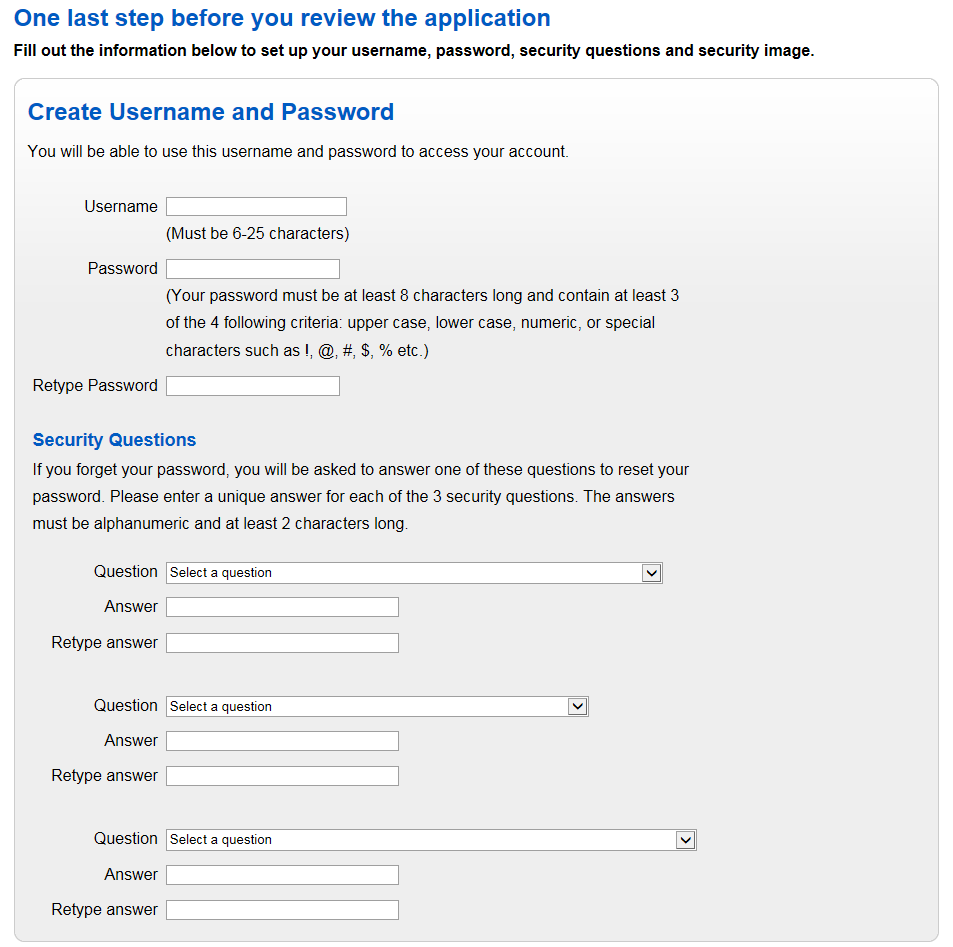 One last step before you review the application
Fill out the information below to set up your username, password, security questions and security image.
Create Username and Password
You will be able to use this username and password to access your account.
Username
(Must be 6-25 characters)
Password
(Your password must be at least 8 characters long and contain at least 3
of the 4 following criteria: upper case, lower case, numeric, or special
characters such as !, @, #, $, % etc.)
Retype Password
Security Questions
If you forget your password, you will be asked to answer one of these questions to reset your
password. Please enter a unique answer for each of the 3 security questions. The answers
must be alphanumeric and at least 2 characters long.
Question Select a question
Answer
Retype answer
Question Select a question
Answer
Retype answer
Question Select a question
Answer
Retype answer